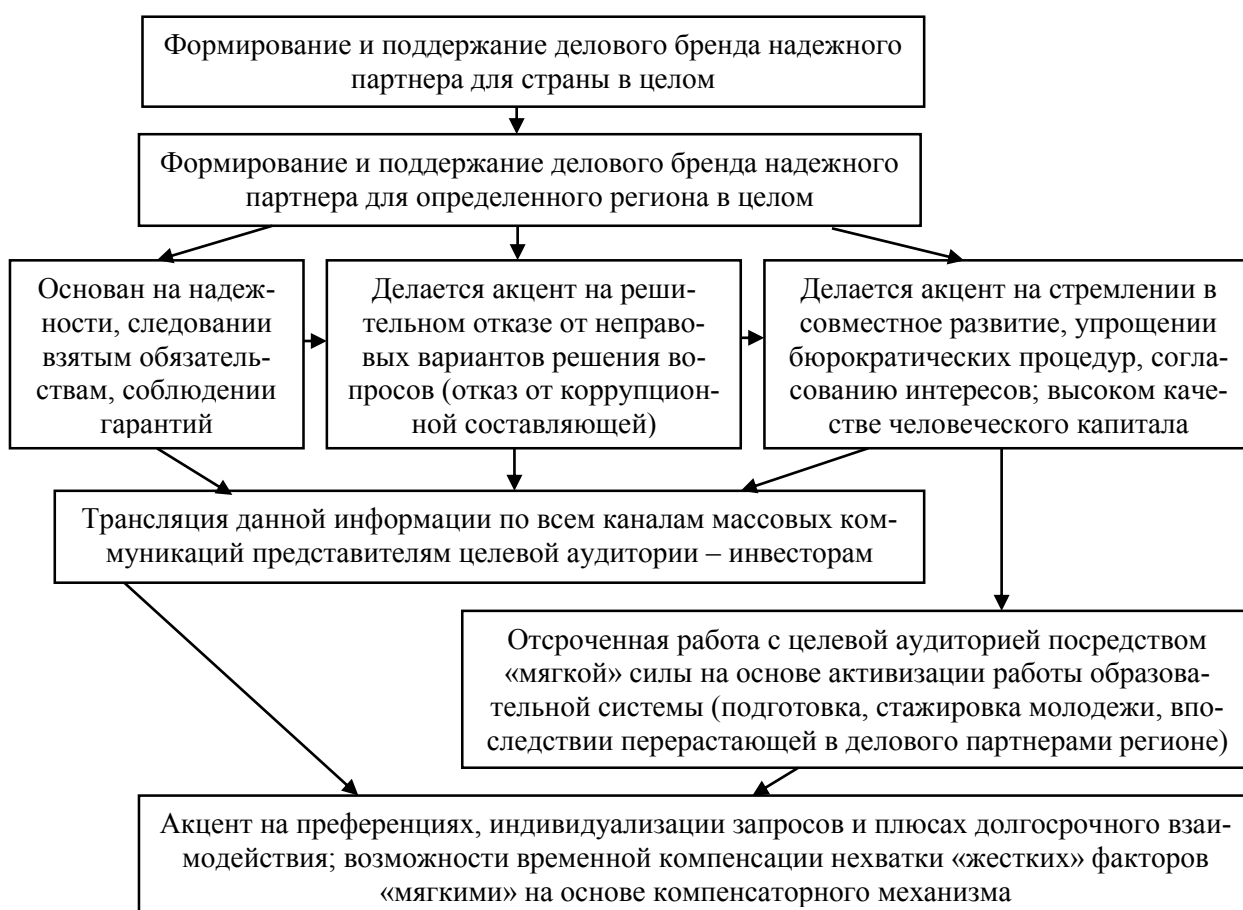 Формирование и поддержание делового бренда надежного
партнера для страны в целом
Формирование и поддержание делового бренда надежного
партнера для определенного региона в целом
Основан на надеж-
ности, следовании
взятым обязатель-
ствам, соблюдении
гарантий
Делается акцент на реши-
тельном отказе от неправо-
вых вариантов решения во-
просов (отказ от коррупцион-
ной составляющей)
Делается акцент на стремлении в
совместное развитие, упрощении
бюрократических процедур, согла-
сованию интересов; высоком каче-
стве человеческого капитала
Трансляция данной информации по всем каналам массовых ком-
муникаций представителям целевой аудитории – инвесторам
Отсроченная работа с целевой аудиторией посредством
«мягкой» силы на основе активизации работы образова-
тельной системы (подготовка, стажировка молодежи, впо-
следствии перерастающей в делового партнерами регионе)
Акцент на преференциях, индивидуализации запросов и плюсах долгосрочного взаи-
модействия; возможности временной компенсации нехватки «жестких» факторов
«мягкими» на основе компенсаторного механизма